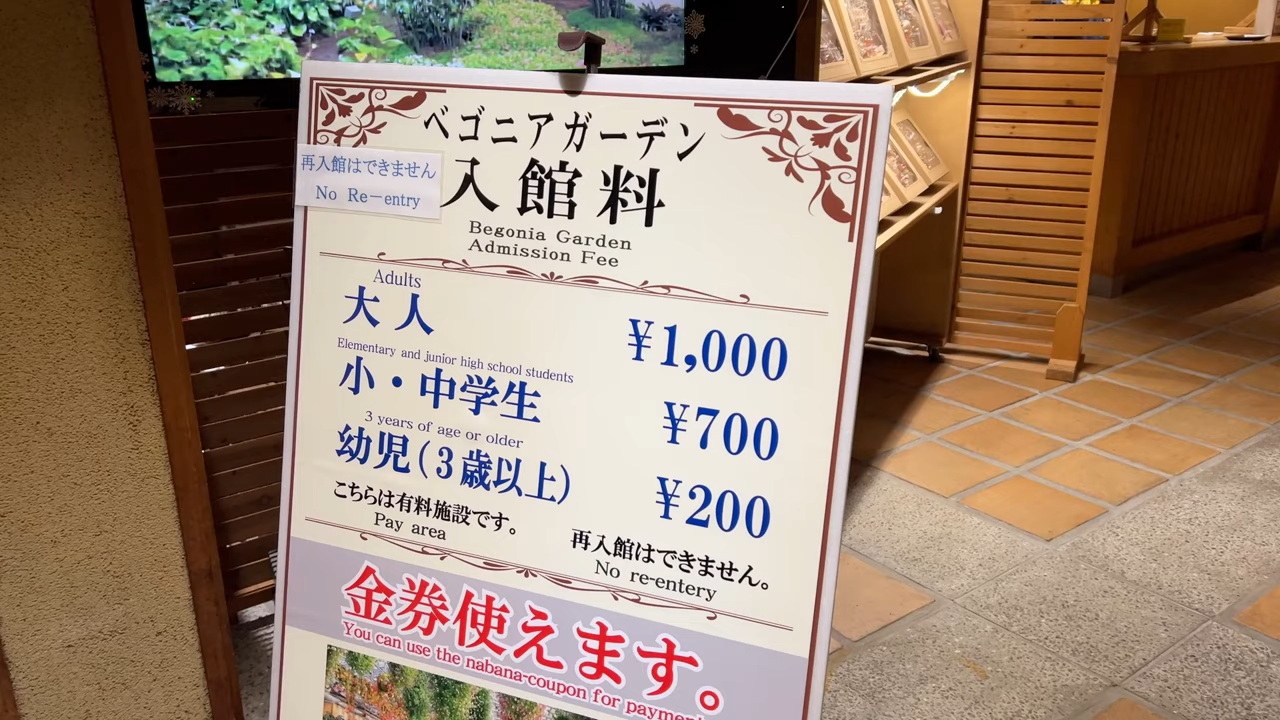 ベゴニアガーデン
再入館はできません
No Re-entry
入館料
Begonia Garden
Admission Fee
Adults
大人
¥1,000
Elementary and junior high school students
小・中学生
¥700
3 years of age or older
幼児(3歳以上)
¥200
こちらは有料施設です。
Pay area
再入館はできません。
No re-entery
金券使えます。
You can use the nabana-coupon for payment